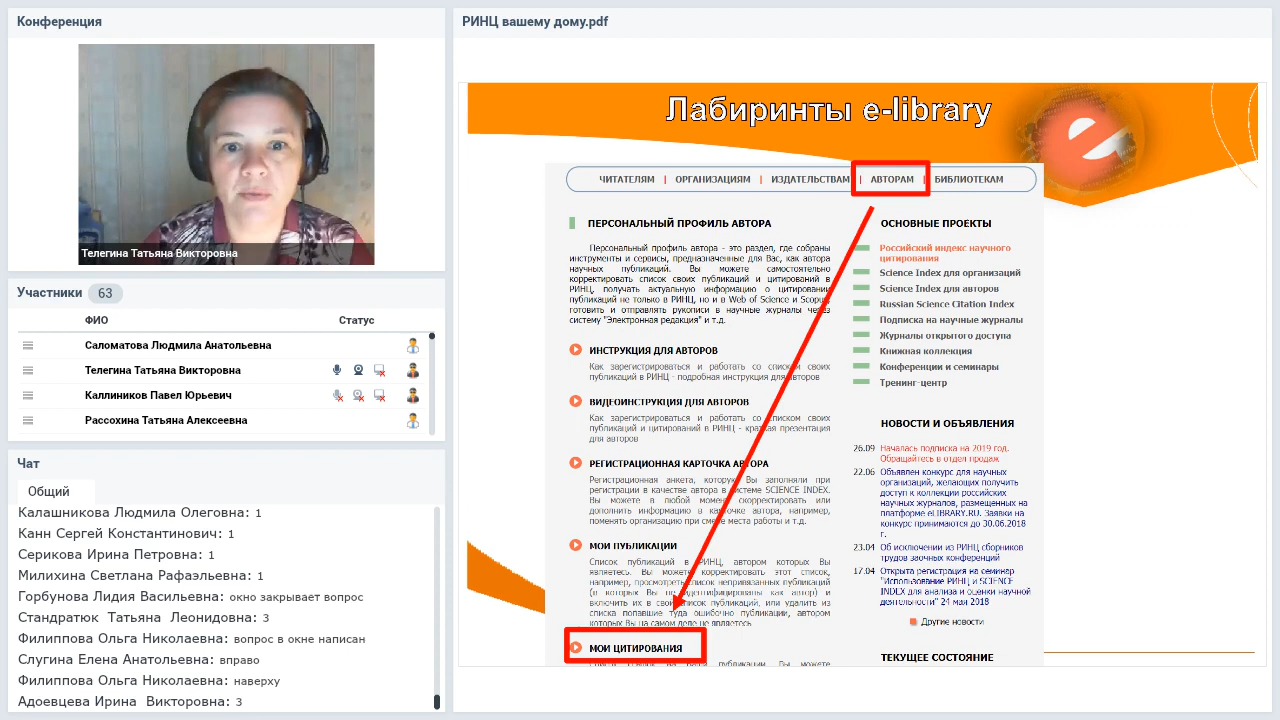 Конференция
Телегина Татьяна Викторовна
Участники 63
ФИО Статус
Саломатова Людмила Анатольевна
Телегина Татьяна Викторовна
Каллиников Павел Юрьевич
Рассохина Татьяна Алексеевна
Чат
Общий
Калашникова Людмила Олеговна: 1
Канн Сергей Константинович: 1
Серикова Ирина Петровна: 1
Милихина Светлана Рафаэльевна: 1
Горбунова Лидия Васильевна: окно закрывает вопрос
Стандратюк Татьяна Леонидовна: 3
Филиппова Ольга Николаевна: вопрос в окне написан
Слугина Елена Анатольевна: вправо
Филиппова Ольга Николаевна: наверху
Адоевцева Ирина Викторовна: 3
РИНЦ вашему дому.pdf
Лабиринты e-library
ЧИТАТЕЛЯМ | ОРГАНИЗАЦИЯМ | ИЗДАТЕЛЬСТВАМ | АВТОРАМ | БИБЛИОТЕКАМ
ПЕРСОНАЛЬНЫЙ ПРОФИЛЬ АВТОРА
Персональный профиль автора - это раздел, где собраны
инструменты и сервисы, предназначенные для Вас, как автора
научных публикаций. Вы можете самостоятельно
корректировать список своих публикаций и цитирований в
РИНЦ, получать актуальную информацию о цитировании
публикаций не только в РИНЦ, но и в Web of Science и Scopus,
готовить и отправлять рукописи в научные журналы через
систему "Электронная редакция" и т.д.
ИНСТРУКЦИЯ ДЛЯ АВТОРОВ
Как зарегистрироваться и работать со списком своих
публикаций в РИНЦ - подробная инструкция для авторов
ВИДЕОИНСТРУКЦИЯ ДЛЯ АВТОРОВ
Как зарегистрироваться и работать со списком своих
публикаций и цитирований в РИНЦ - краткая презентация
для авторов
РЕГИСТРАЦИОННАЯ КАРТОЧКА АВТОРА
Регистрационная анкета, которую Вы заполняли при
регистрации в качестве автора в системе SCIENCE INDEX.
Вы можете в любой момент скорректировать или
дополнить информацию в карточке автора, например,
поменять организацию при смене места работы и т.д.
МОИ ПУБЛИКАЦИИ
Список публикаций в РИНЦ, автором которых Вы
являетесь. Вы можете корректировать этот список,
например, просмотреть список непривязанных публикаций
(в которых Вы не идентифицированы как автор) и
включить их в свой список публикаций, или удалить из
списка попавшие туда ошибочно публикации, автором
которых Вы на самом деле не являетесь
МОИ ЦИТИРОВАНИЯ
ОСНОВНЫЕ ПРОЕКТЫ
Российский индекс научного
цитирования
Science Index для организаций
Science Index для авторов
Russian Science Citation Index
Подписка на научные журналы
Журналы открытого доступа
Книжная коллекция
Конференции и семинары
Тренинг-центр
НОВОСТИ И ОБЪЯВЛЕНИЯ
26.09 Началась подписка на 2019 год.
Обращайтесь в отдел продаж
22.06 Объявлен конкурс для научных
организаций, желающих получить
доступ к коллекции российских
научных журналов, размещенных на
платформе eLIBRARY.RU. Заявки на
конкурс принимаются до 30.06.2018
г.
23.04 Об исключении из РИНЦ сборников
трудов заочных конференций
17.04 Открыта регистрация на семинар
"Использование РИНЦ и SCIENCE
INDEX для анализа и оценки научной
деятельности" 24 мая 2018
Другие новости
ТЕКУЩЕЕ СОСТОЯНИЕ